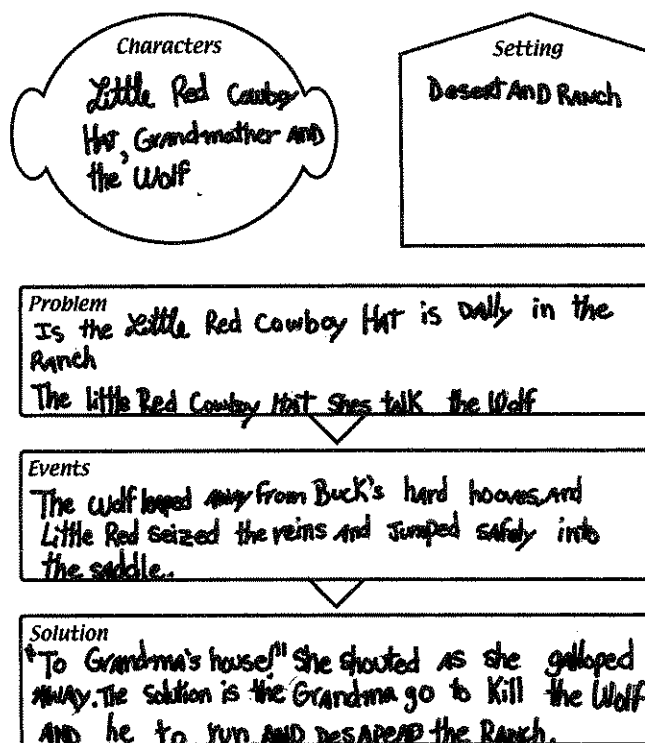 Characters
Little Red Cowboy
Hat, Grandmother AND
the Wolf
Setting
Desert AND RANCH
Problem
Is the Little Red Cowboy Hat is Dally in the
Ranch
The little Red Cowboy Hat Shes talk the Wolf
Events
The wolf leaped away from Buck's hard hooves, and
Little Red seized the reins and Jumped safely into
the saddle..
Solution
"To Grandma's house!" She shouted as she galloped
AWAY. The solution is the Grandma go to Kill the Wolf
AND he to run AND DESAPEAR the Ranch.